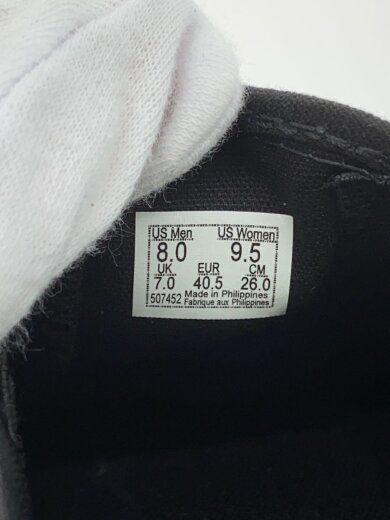 US Men US Women
8.0 9.5
UK EUR CM
7.0 40.5 26.0
507452 Made in Philippines
Fabrique aux Philippines